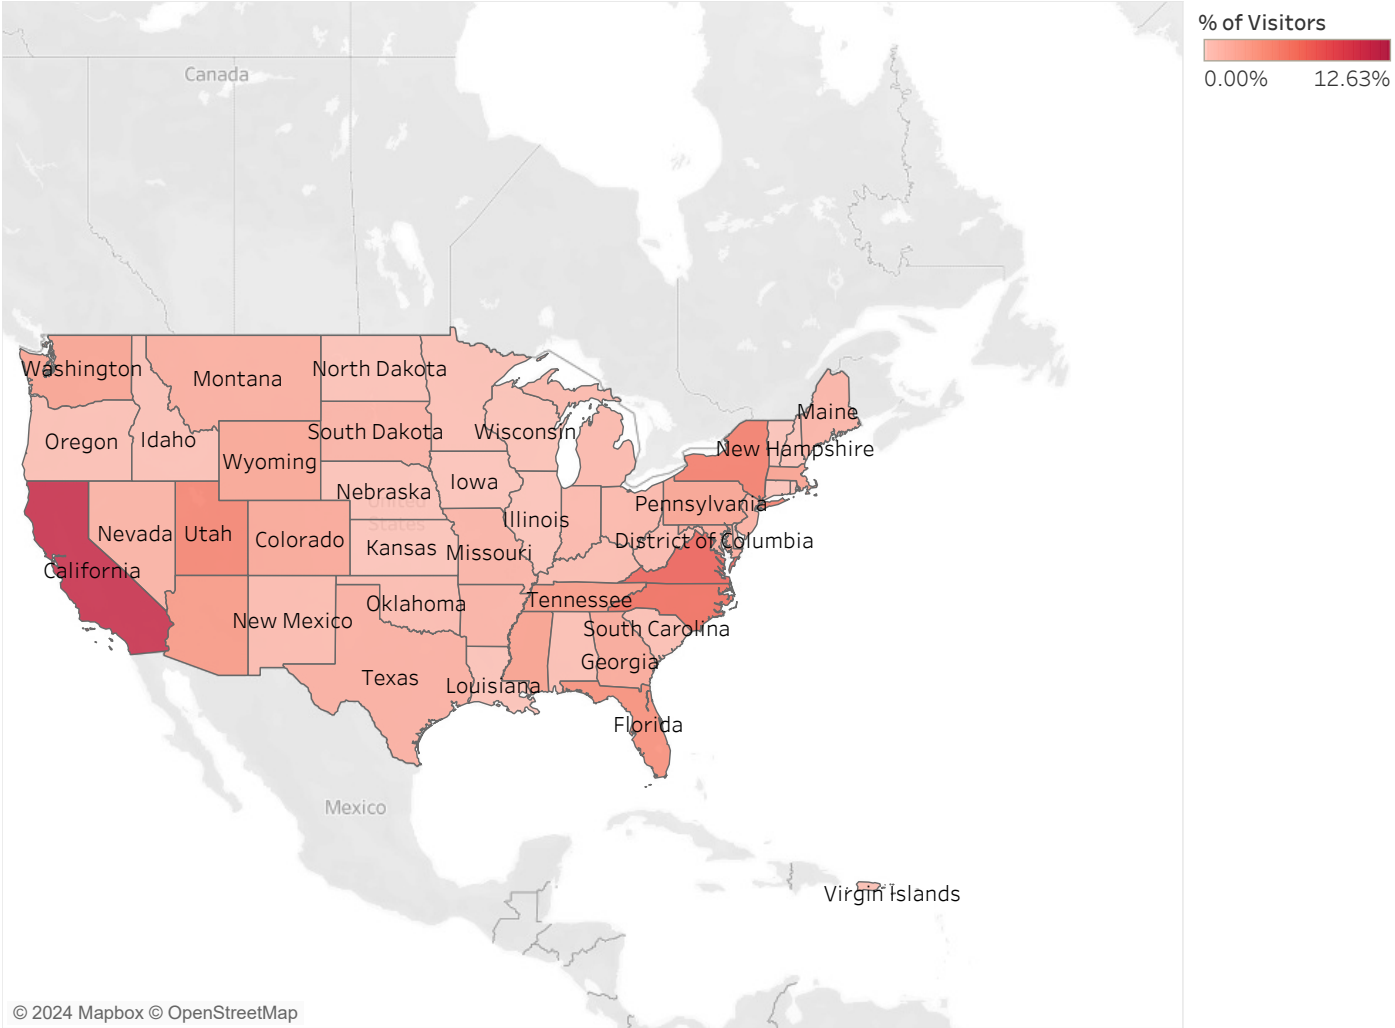 % of Visitors
0.00% 12.63%
Canada
Washington
Montana
North Dakota
Maine
Oregon
Idaho
South Dakota
Wisconsin
New Hampshire
Wyoming
Iowa
Nebraska
United
States
Pennsylvania
Nevada
Utah
Colorado
Illinois
Kansas
Missouri
District of Columbia
California
Oklahoma
Tennessee
New Mexico
South Carolina
Georgia
Texas
Louisiana
Florida
Mexico
Virgin Islands
© 2024 Mapbox © OpenStreetMap